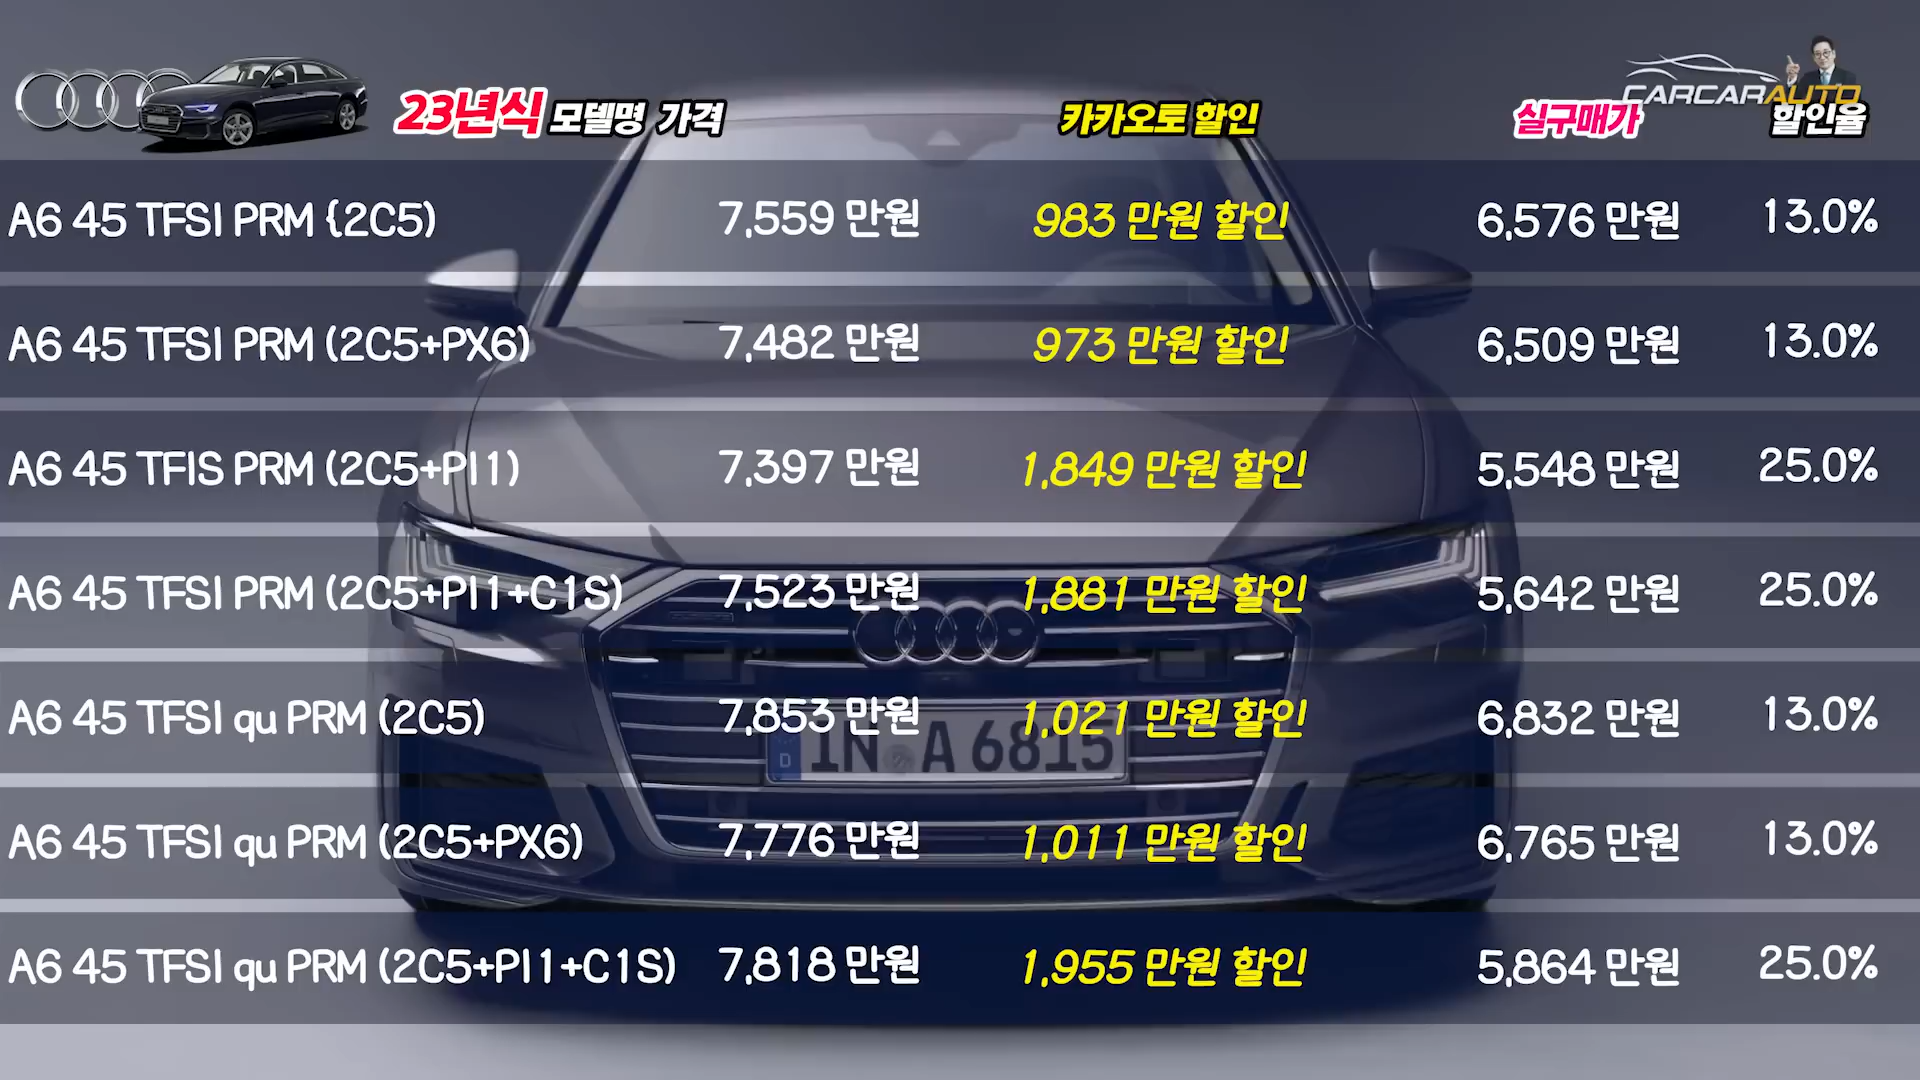 CARCARAUTO
23년식 모델명 가격 카카오토 할인 실구매가 할인율
A6 45 TFSI PRM {2C5) 7,559 만원 983 만원 할인 6,576 만원 13.0%
A6 45 TFSI PRM (2C5+PX6) 7,482 만원 973 만원 할인 6,509 만원 13.0%
A6 45 TFIS PRM (2C5+PI1) 7,397 만원 1,849 만원 할인 5,548 만원 25.0%
A6 45 TFSI PRM (2C5+PI1+C1S) 7,523 만원 1,881 만원 할인 5,642 만원 25.0%
A6 45 TFSI qu PRM (2C5) 7,853 만원 1,021 만원 할인 6,832 만원 13.0%
D IN A 6815
A6 45 TFSI qu PRM (2C5+PX6) 7,776 만원 1,011 만원 할인 6,765 만원 13.0%
A6 45 TFSI qu PRM (2C5+PI1+C1S) 7,818 만원 1,955 만원 할인 5,864 만원 25.0%